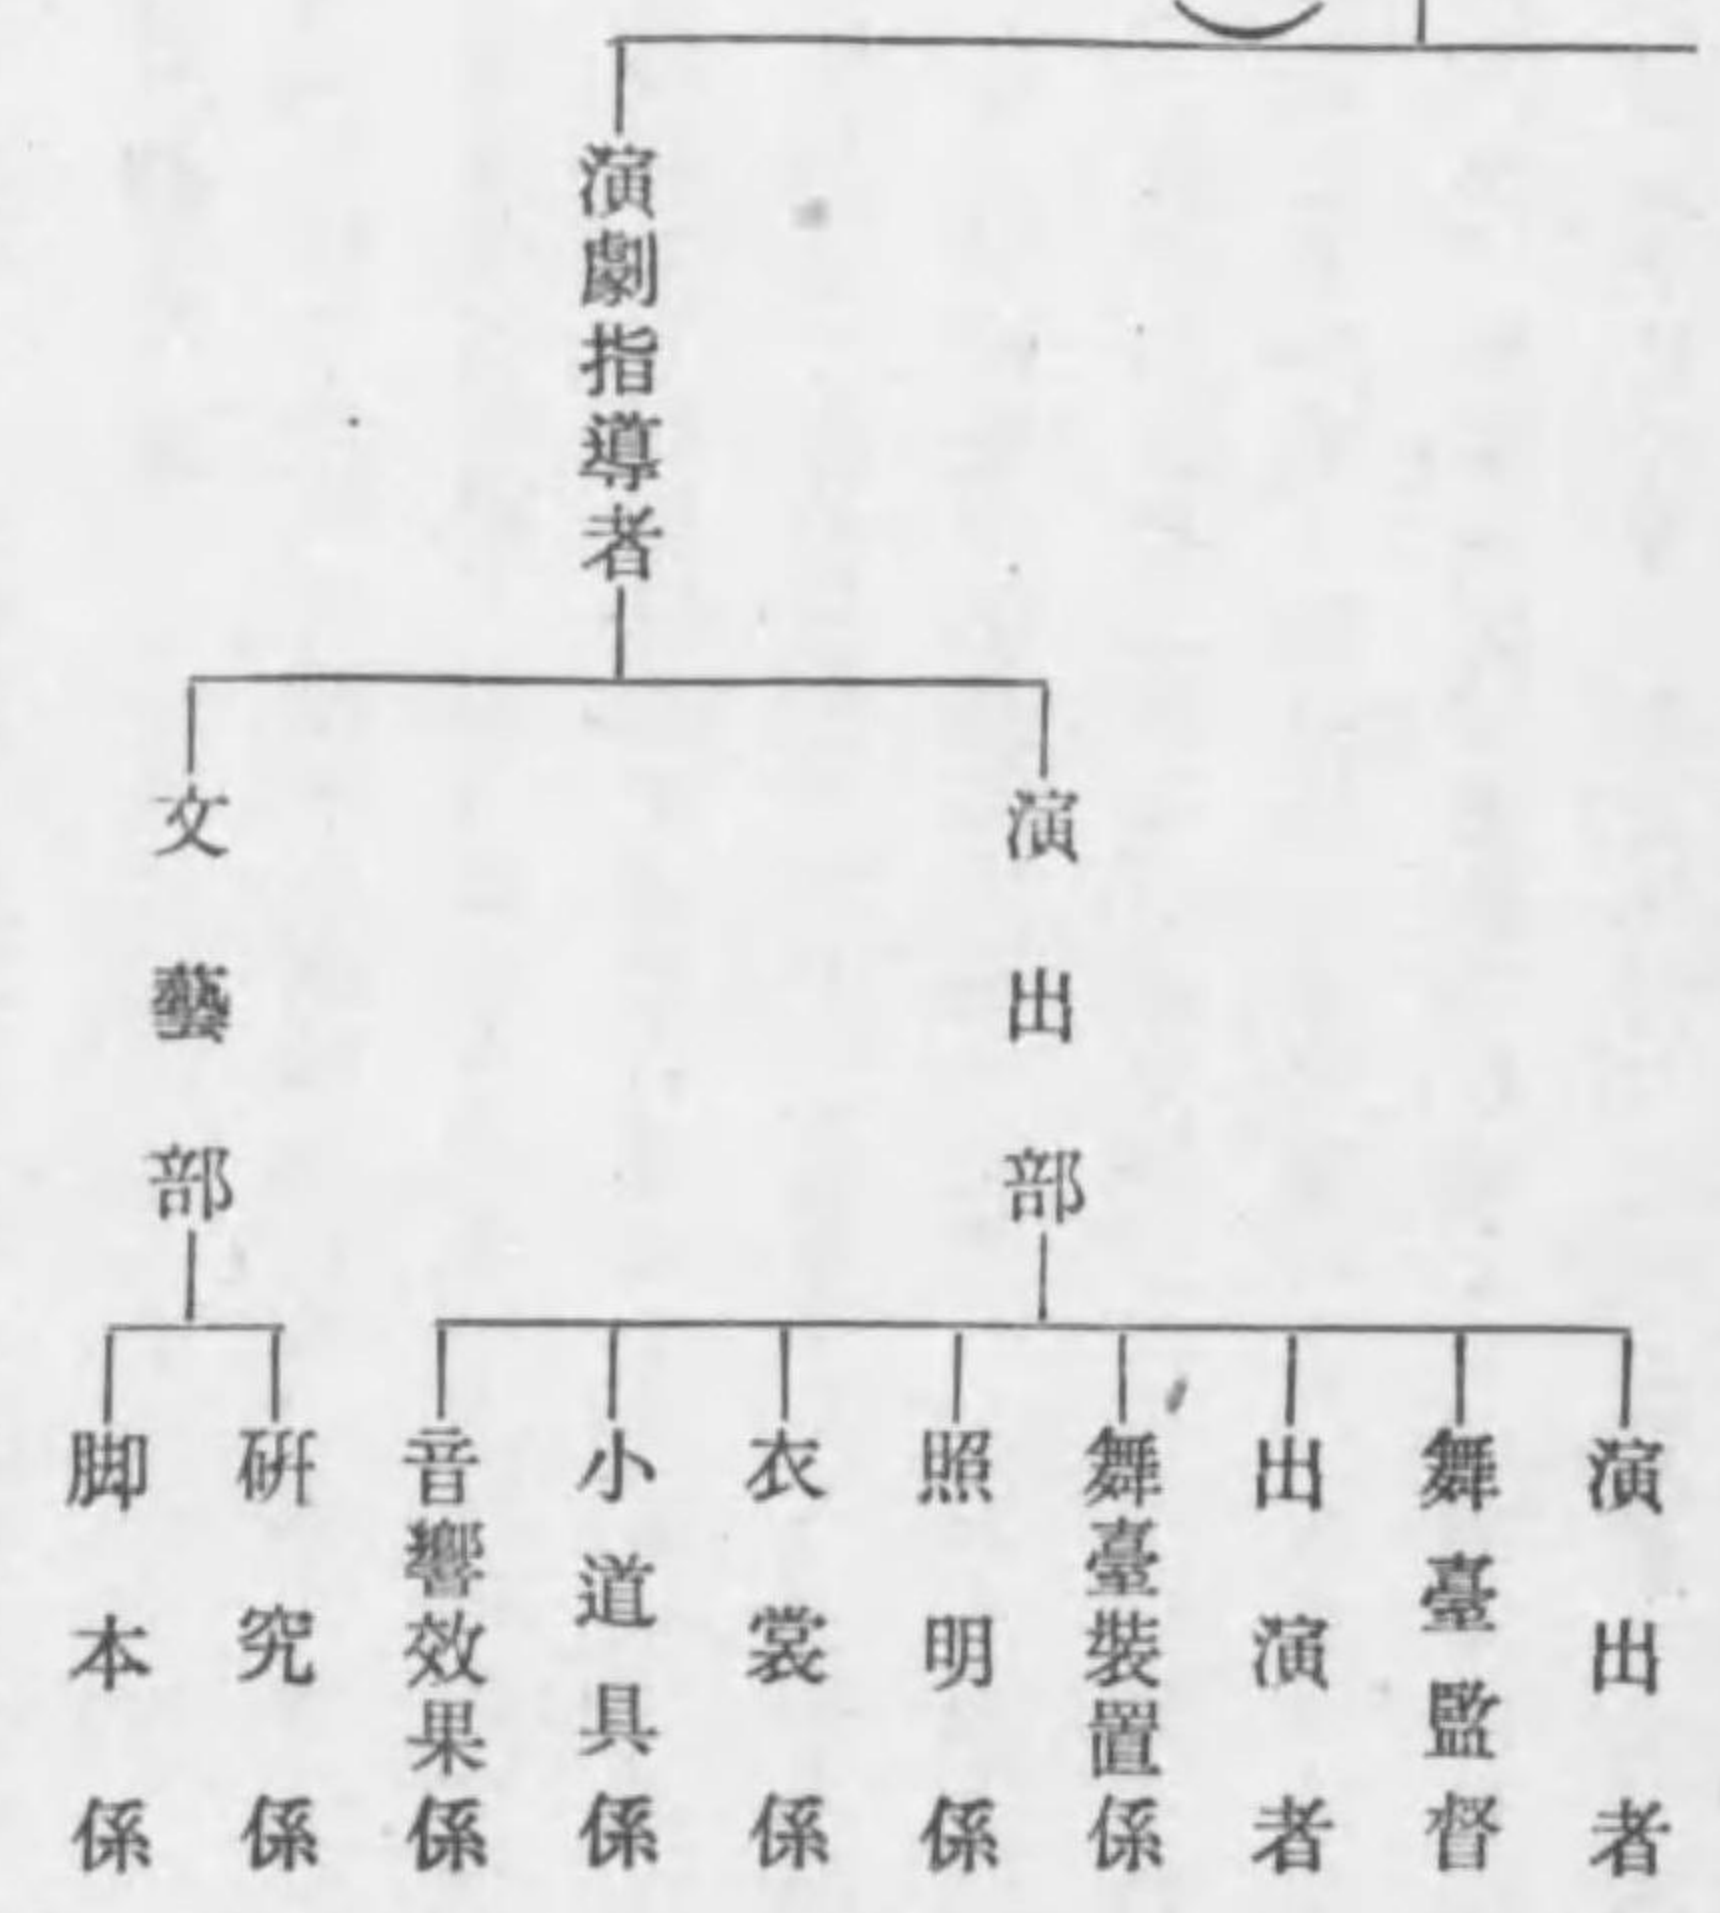 演劇指導者
演出部
文藝部
演出者
舞臺監督
出演者
舞臺裝置係
照明係
衣裳係
小道具係
音響效果係
硏究係
脚本係